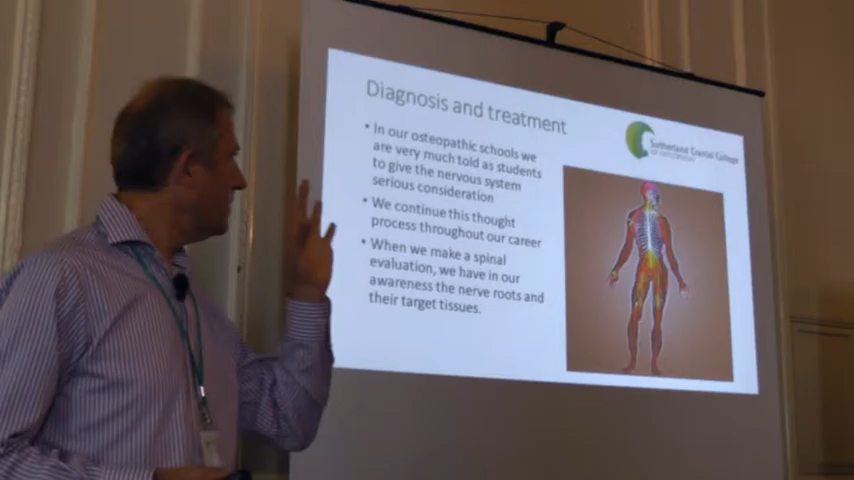 Diagnosis and treatment
• In our osteopathic schools we
are very much told as students
to give the nervous system
serious consideration
• We continue this thought
process throughout our career
• When we make a spinal
evaluation, we have in our
awareness the nerve roots and
their target tissues.
Sutherland Cranial College
OF OSTEOPATHY